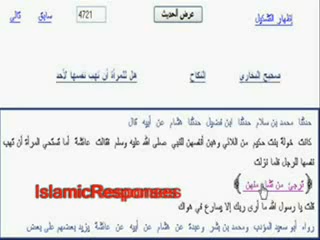 إظهار التشكيل
4721
عرض الحديث
سابق
تالى
صحيح البخاري
النكاح
هل للمرأة أن تهب نفسها لأحد
حدثنا محمد بن سلام حدثنا ابن فضيل حدثنا هشام عن أبيه قال
كانت خولة بنت حكيم من اللائي وهبن أنفسهن للنبي صلى الله عليه وسلم فقالت عائشة أما تستحي المرأة أن تهب
نفسها للرجل فلما نزلت
ترجئ من تشاء منهن
IslamicResponses
قلت يا رسول الله ما أرى ربك إلا يسارع في هواك
رواه أبو سعيد المؤدب ومحمد بن بشر وعبدة عن هشام عن أبيه عن عائشة يزيد بعضهم على بعض